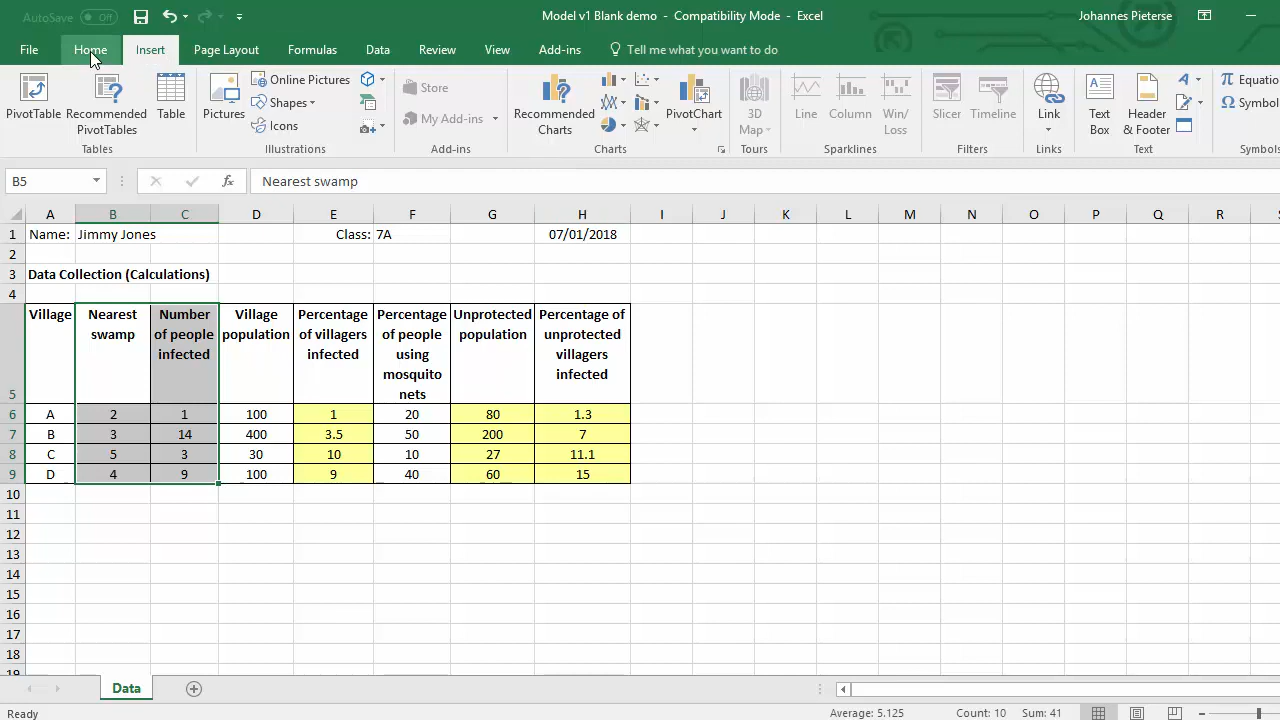 AutoSave Off Model v1 Blank demo - Compatibility Mode - Excel Johannes Pieterse
File Home Insert Page Layout Formulas Data Review View Add-ins Tell me what you want to do
PivotTable
Recommended
PivotTables
Table
Tables
Pictures
Online Pictures
Shapes
Icons
Illustrations
Store
My Add-ins
Add-ins
Recommended
Charts
PivotChart
Charts
3D
Map
Tours
Line
Column
Win/
Loss
Sparklines
Slicer
Timeline
Filters
Link
Links
Text
Box
Header
& Footer
Text
Equatio
Symbo
Symbols
B5 fx Nearest swamp
A B C D E F G H I J K L M N O P Q R S
1 Name: Jimmy Jones Class: 7A 07/01/2018
2
3 Data Collection (Calculations)
4
Village Nearest Number Village Percentage Percentage Unprotected Percentage of
swamp of people population of villagers of people population unprotected
infected infected using villagers
mosquito infected
5 nets
6 A 2 1 100 1 20 80 1.3
7 B 3 14 400 3.5 50 200 7
8 C 5 3 30 10 10 27 11.1
9 D 4 9 100 9 40 60 15
10
11
12
13
14
15
16
17
18
19
Data
Ready Average: 5.125 Count: 10 Sum: 41